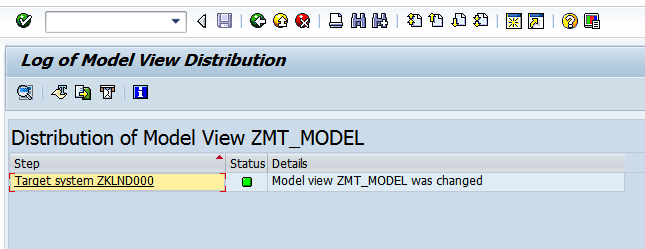 Log of Model View Distribution
Distribution of Model View ZMT_MODEL
Step Status Details
Target system ZKLND000 Model view ZMT_MODEL was changed